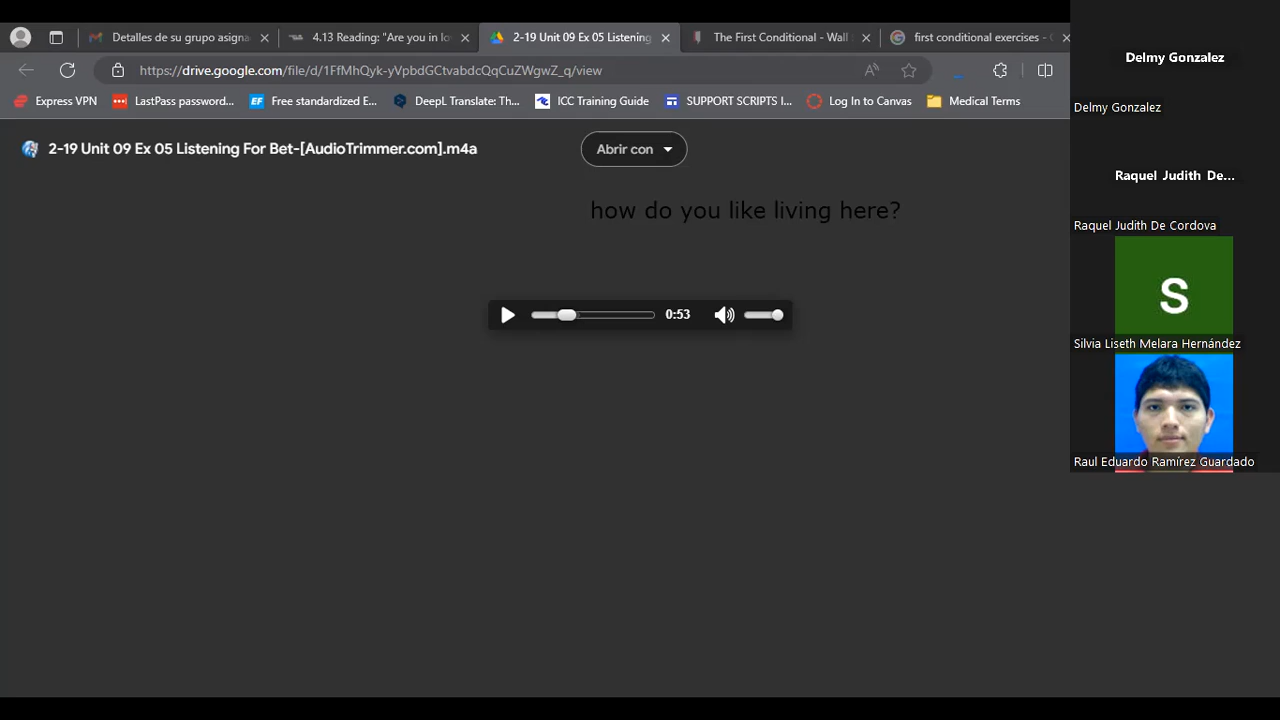 Detalles de su grupo asigna
4.13 Reading: "Are you in lo
2-19 Unit 09 Ex 05 Listening
The First Conditional - Wall
first conditional exercises -
https://drive.google.com/file/d/1FfMhQyk-yVpbdGCtvabdcQqCuZWgwZ_q/view
Express VPN
LastPass password...
Free standardized E...
DeepL Translate: Th...
ICC Training Guide
SUPPORT SCRIPTS I...
Log In to Canvas
Medical Terms
2-19 Unit 09 Ex 05 Listening For Bet-[AudioTrimmer.com].m4a
Abrir con
how do you like living here?
0:53
Delmy Gonzalez
Delmy Gonzalez
Raquel Judith De...
Raquel Judith De Cordova
S
Silvia Liseth Melara Hernández
Raul Eduardo Ramírez Guardado